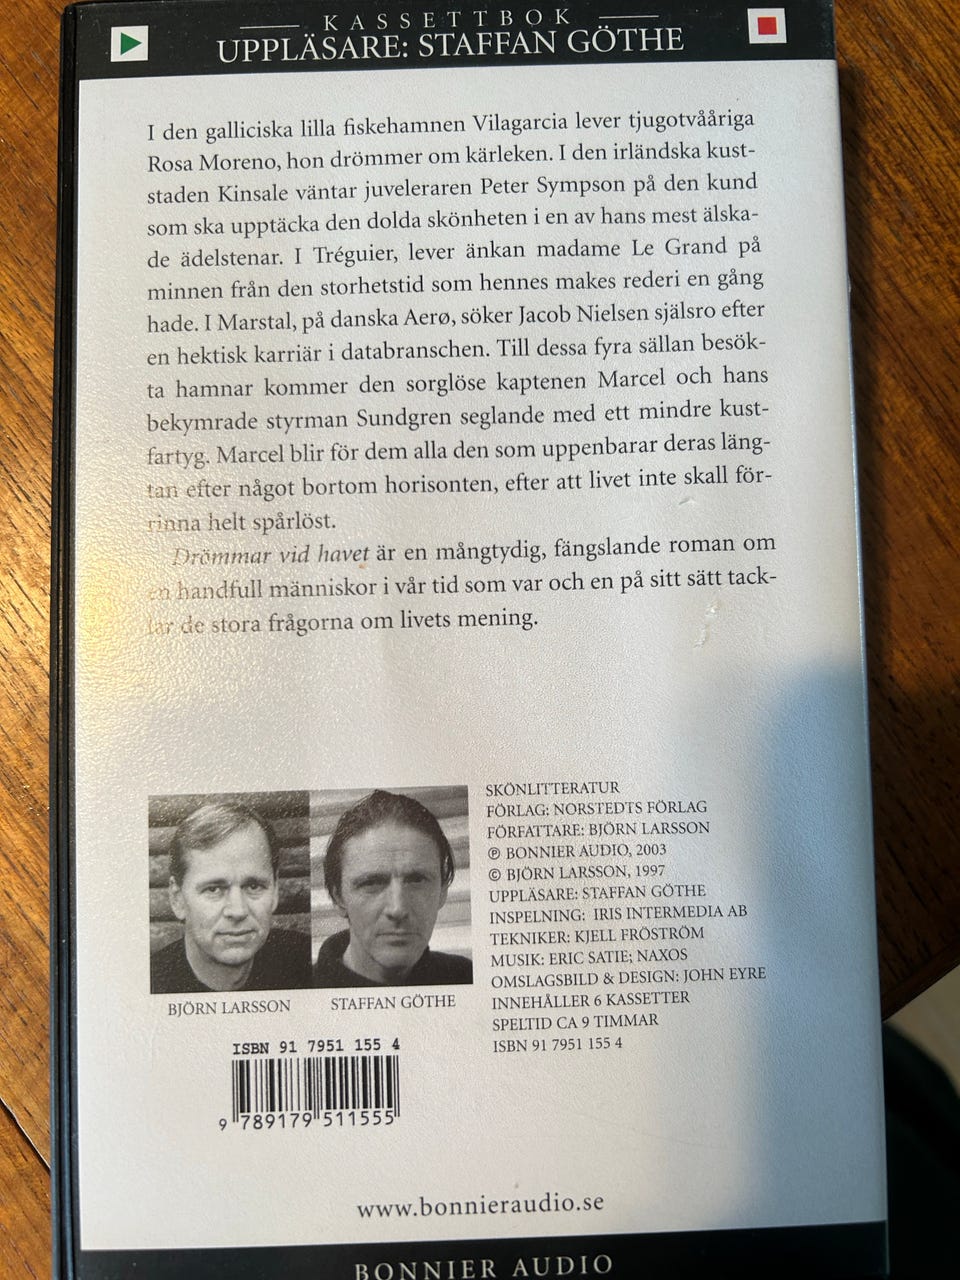 KASSETTBOK
UPPLÄSARE: STAFFAN GÖTHE
I den galliciska lilla fiskehamnen Vilagarcia lever tjugotvååriga
Rosa Moreno, hon drömmer om kärleken. I den irländska kust-
staden Kinsale väntar juveleraren Peter Sympson på den kund
som ska upptäcka den dolda skönheten i en av hans mest älska-
de ädelstenar. I Tréguier, lever änkan madame Le Grand på
minnen från den storhetstid som hennes makes rederi en gång
hade. I Marstal, på danska Aerø, söker Jacob Nielsen själsro efter
en hektisk karriär i databranschen. Till dessa fyra sällan besök-
ta hamnar kommer den sorglöse kaptenen Marcel och hans
bekymrade styrman Sundgren seglande med ett mindre kust-
fartyg. Marcel blir för dem alla den som uppenbarar deras läng-
tan efter något bortom horisonten, efter att livet inte skall för-
rinna helt spårlöst.
Drömmar vid havet är en mångtydig, fängslande roman om
en handfull människor i vår tid som var och en på sitt sätt tack-
lar de stora frågorna om livets mening.
SKÖNLITTERATUR
FÖRLAG: NORSTEDTS FÖRLAG
FÖRFATTARE: BJÖRN LARSSON
℗ BONNIER AUDIO, 2003
© BJÖRN LARSSON, 1997
UPPLÄSARE: STAFFAN GÖTHE
INSPELNING: IRIS INTERMEDIA AB
TEKNIKER: KJELL FRÖSTRÖM
MUSIK: ERIC SATIE; NAXOS
OMSLAGSBILD & DESIGN: JOHN EYRE
INNEHÅLLER 6 KASSETTER
SPELTID CA 9 TIMMAR
ISBN 91 7951 155 4
BJÖRN LARSSON
STAFFAN GÖTHE
ISBN 91 7951 155 4
9 789179 511555
www.bonnieraudio.se
BONNIER AUDIO